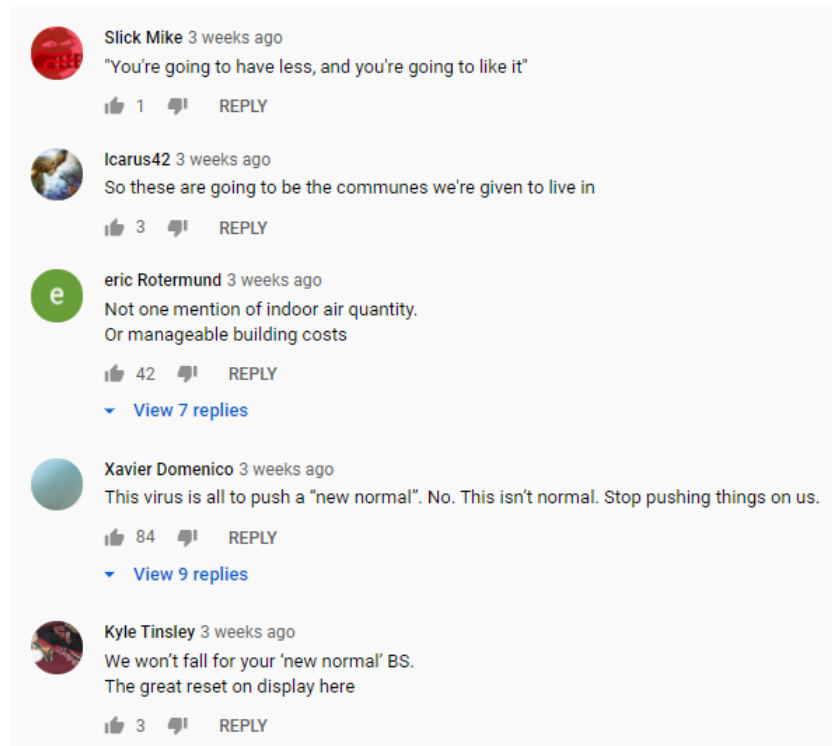 Slick Mike 3 weeks ago
"You're going to have less, and you're going to like it"
1 REPLY
Icarus42 3 weeks ago
So these are going to be the communes we're given to live in
3 REPLY
e
eric Rotermund 3 weeks ago
Not one mention of indoor air quantity.
Or manageable building costs
42 REPLY
View 7 replies
Xavier Domenico 3 weeks ago
This virus is all to push a “new normal”. No. This isn’t normal. Stop pushing things on us.
84 REPLY
View 9 replies
Kyle Tinsley 3 weeks ago
We won’t fall for your ‘new normal’ BS.
The great reset on display here
3 REPLY